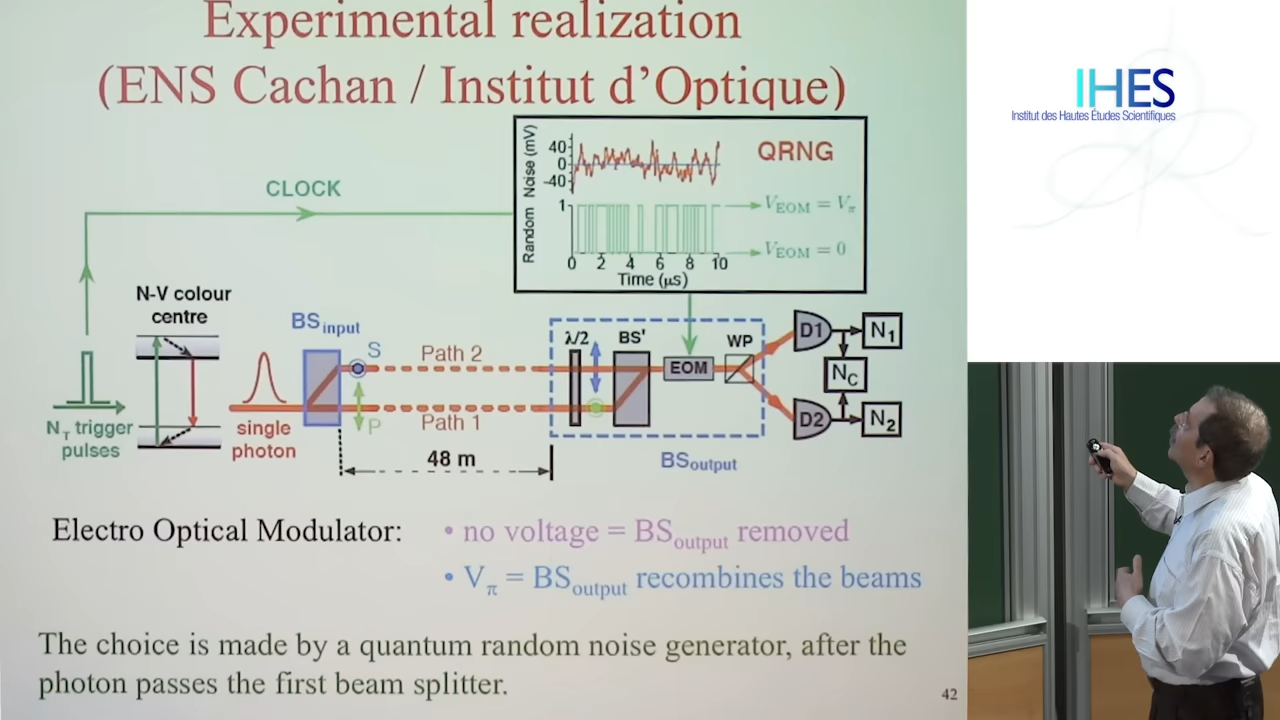 Experimental realization
(ENS Cachan / Institut d'Optique)
IHES
Institut des Hautes Études Scientifiques
QRNG
Random Noise (mV)
40
0
-40
1
V_EOM = V_π
V_EOM = 0
0 2 4 6 8 10
Time (μs)
CLOCK
N-V colour
centre
BS_input
S
Path 2
λ/2
BS'
EOM
WP
D1
N_1
N_C
D2
N_2
P
Path 1
N_T trigger
pulses
single
photon
48 m
BS_output
Electro Optical Modulator:
• no voltage = BS_output removed
• V_π = BS_output recombines the beams
The choice is made by a quantum random noise generator, after the
photon passes the first beam splitter.
42